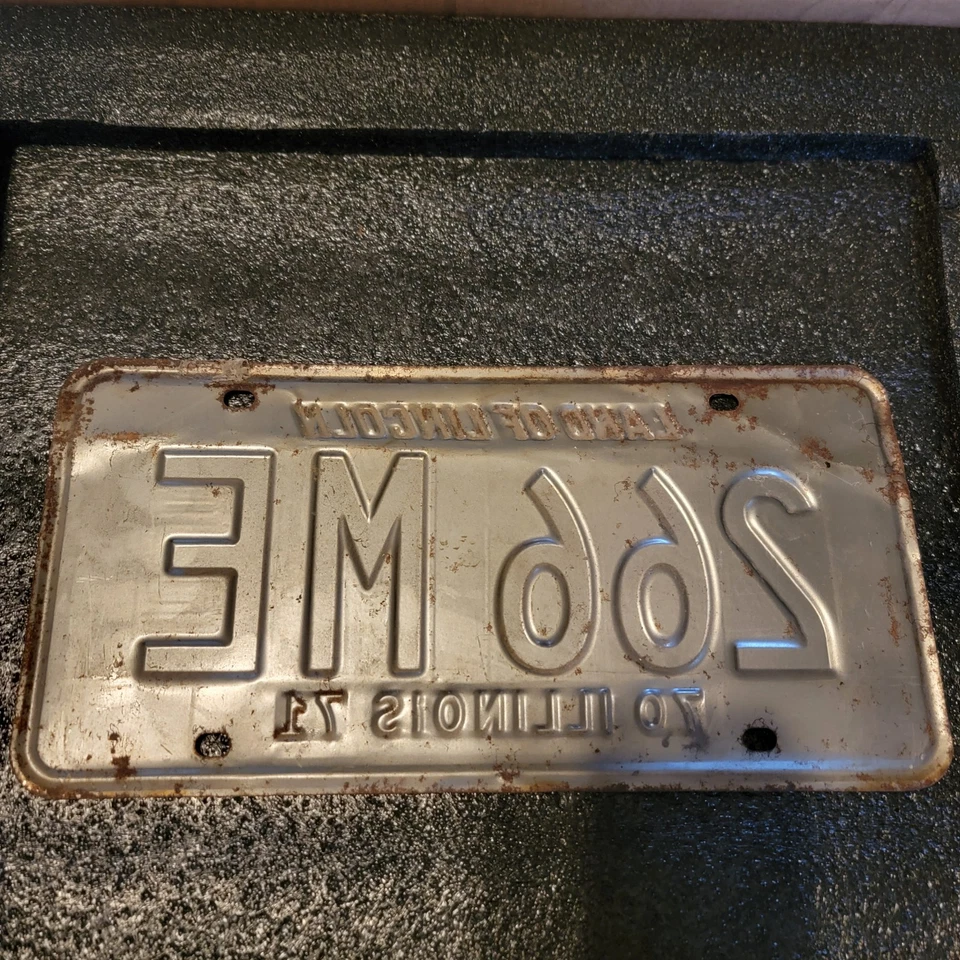 LAND OF LINCOLN
266 ME
70 ILLINOIS 71